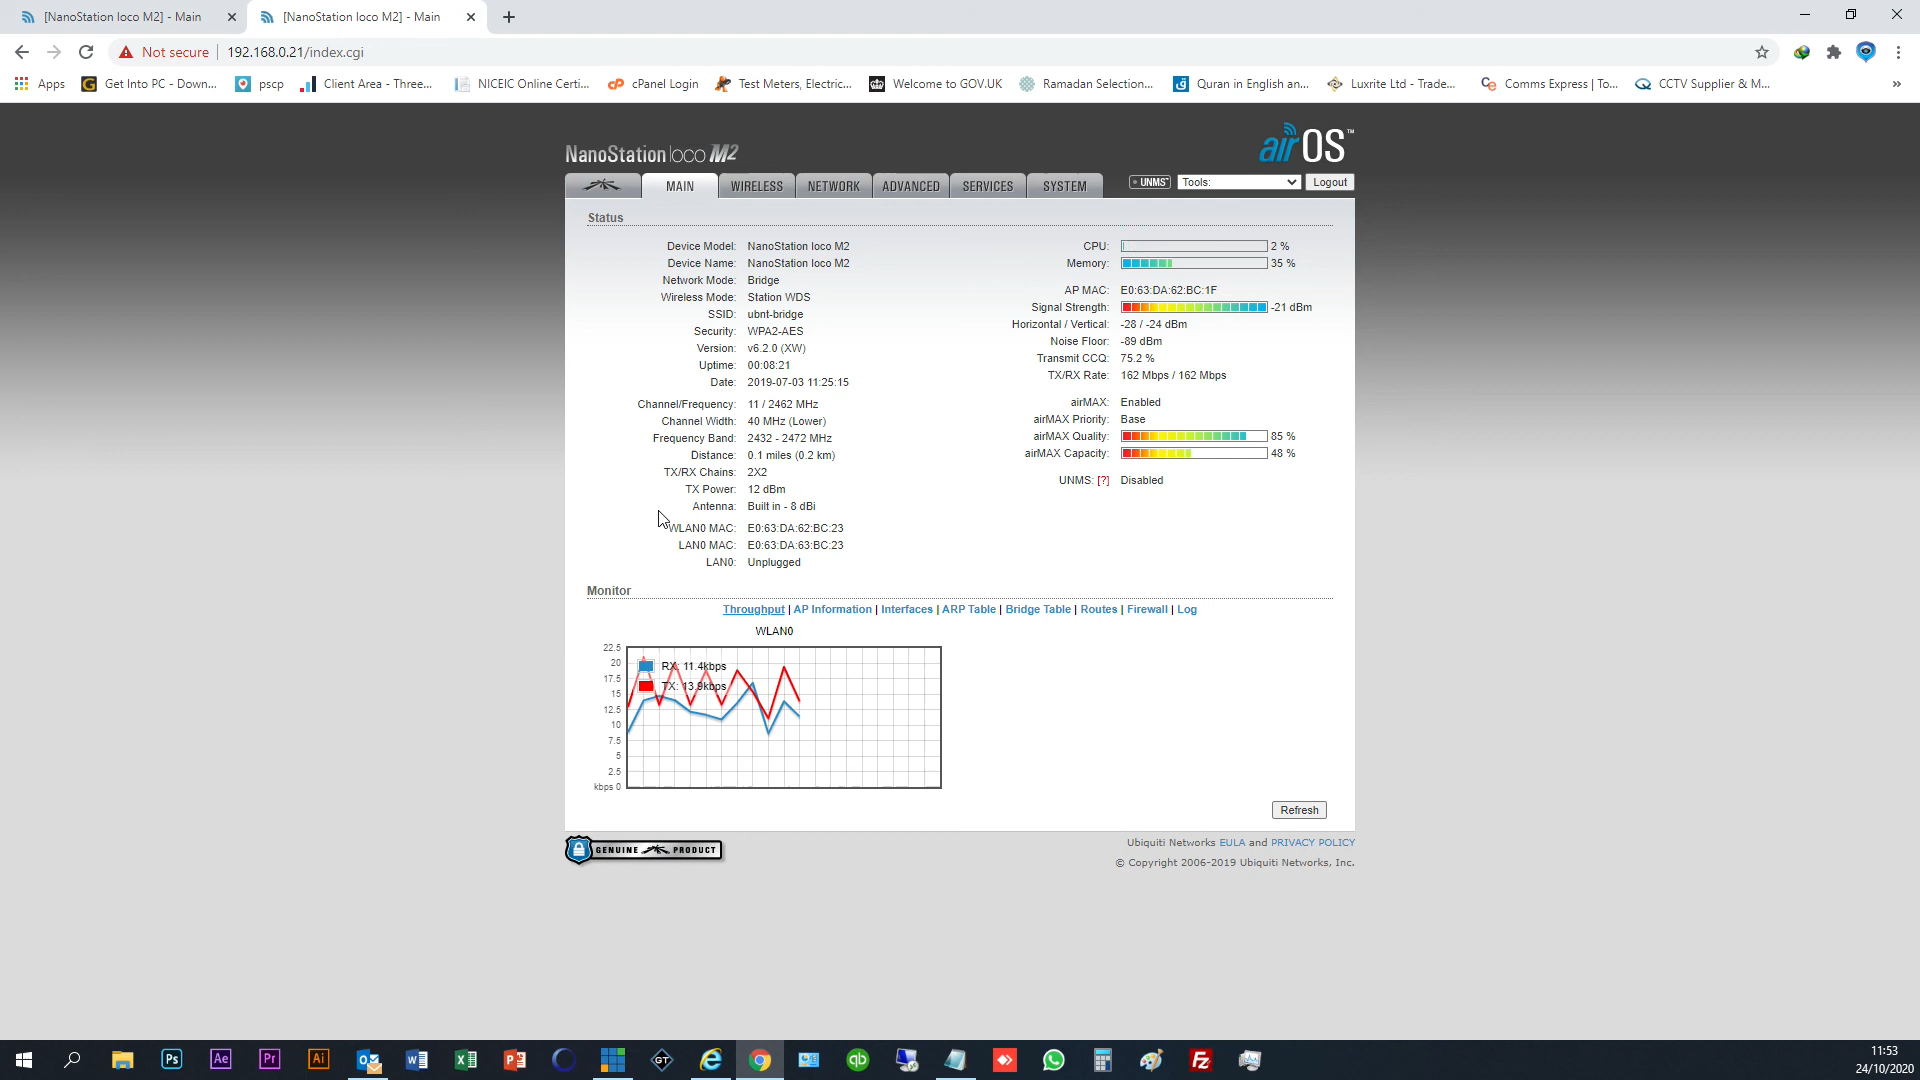 [NanoStation loco M2] - Main
[NanoStation loco M2] - Main
Not secure
192.168.0.21/index.cgi
Apps
Get Into PC - Down...
pscp
Client Area - Three...
NICEIC Online Certi...
cPanel Login
Test Meters, Electric...
Welcome to GOV.UK
Ramadan Selection...
Quran in English an...
Luxrite Ltd - Trade...
Comms Express | To...
CCTV Supplier & M...
NanoStation loco M2
airOS™
MAIN
WIRELESS
NETWORK
ADVANCED
SERVICES
SYSTEM
UNMS™
Tools:
Logout
Status
Device Model: NanoStation loco M2
Device Name: NanoStation loco M2
Network Mode: Bridge
Wireless Mode: Station WDS
SSID: ubnt-bridge
Security: WPA2-AES
Version: v6.2.0 (XW)
Uptime: 00:08:21
Date: 2019-07-03 11:25:15
Channel/Frequency: 11 / 2462 MHz
Channel Width: 40 MHz (Lower)
Frequency Band: 2432 - 2472 MHz
Distance: 0.1 miles (0.2 km)
TX/RX Chains: 2X2
TX Power: 12 dBm
Antenna: Built in - 8 dBi
WLAN0 MAC: E0:63:DA:62:BC:23
LAN0 MAC: E0:63:DA:63:BC:23
LAN0: Unplugged
CPU: 2 %
Memory: 35 %
AP MAC: E0:63:DA:62:BC:1F
Signal Strength: -21 dBm
Horizontal / Vertical: -28 / -24 dBm
Noise Floor: -89 dBm
Transmit CCQ: 75.2 %
TX/RX Rate: 162 Mbps / 162 Mbps
airMAX: Enabled
airMAX Priority: Base
airMAX Quality: 85 %
airMAX Capacity: 48 %
UNMS: [?] Disabled
Monitor
Throughput | AP Information | Interfaces | ARP Table | Bridge Table | Routes | Firewall | Log
WLAN0
22.5
20
17.5
15
12.5
10
7.5
5
2.5
kbps 0
RX: 11.4kbps
TX: 13.9kbps
Refresh
GENUINE PRODUCT
Ubiquiti Networks EULA and PRIVACY POLICY
© Copyright 2006-2019 Ubiquiti Networks, Inc.
Ps
Ae
Pr
Ai
GT
qb
Fz
11:53
24/10/2020